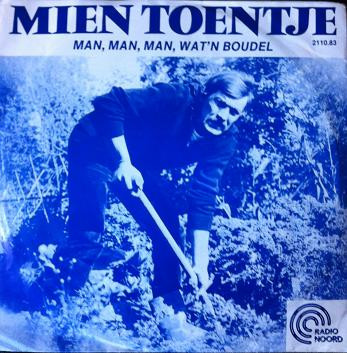 MIEN TOENTJE
MAN, MAN, MAN, WAT'N BOUDEL
2110.83
RADIO
NOORD